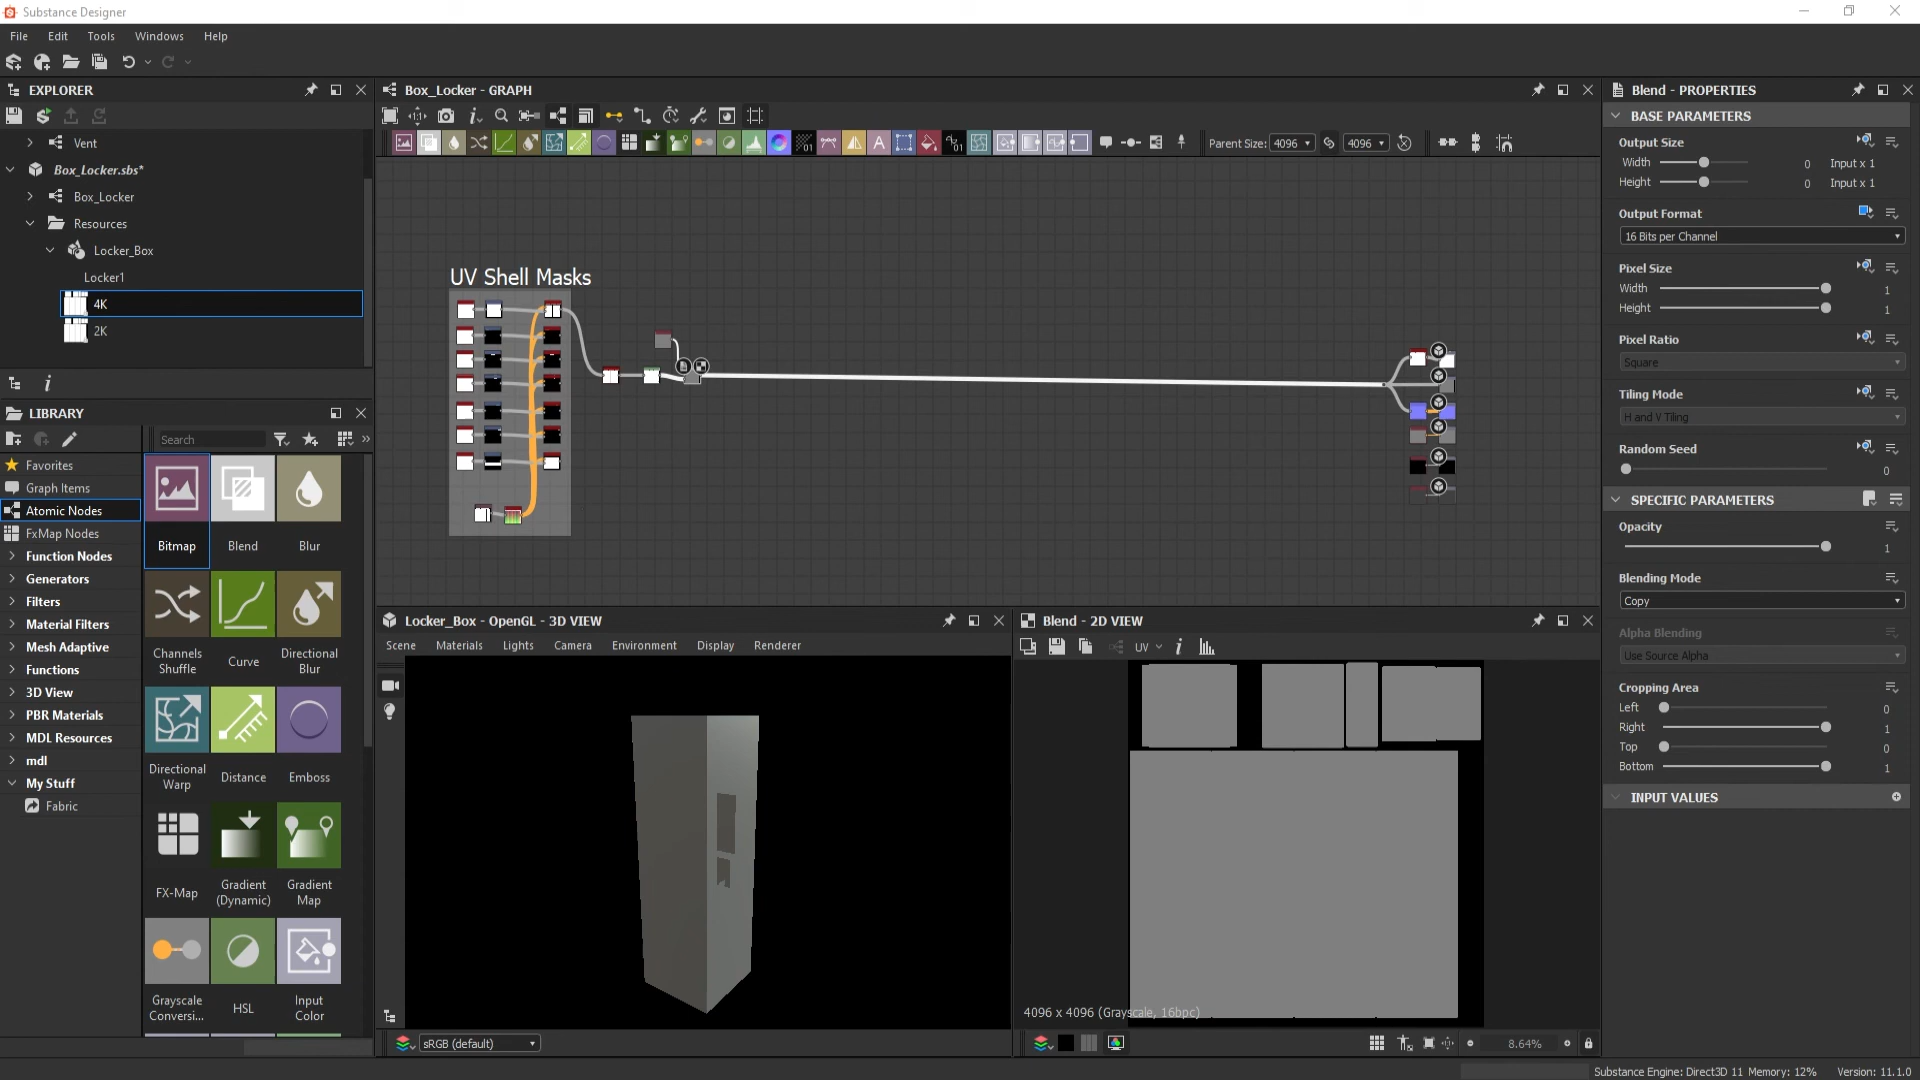 Substance Designer
File Edit Tools Windows Help
EXPLORER
Vent
Box_Locker.sbs*
Box_Locker
Resources
Locker_Box
Locker1
4K
2K
LIBRARY
Search
Favorites
Graph Items
Atomic Nodes
FxMap Nodes
Function Nodes
Generators
Filters
Material Filters
Mesh Adaptive
Functions
3D View
PBR Materials
MDL Resources
mdl
My Stuff
Fabric
Bitmap Blend Blur
Channels Shuffle Curve Directional Blur
Directional Warp Distance Emboss
FX-Map Gradient (Dynamic) Gradient Map
Grayscale Conversi... HSL Input Color
Box_Locker - GRAPH
Parent Size: 4096 4096
UV Shell Masks
Locker_Box - OpenGL - 3D VIEW
Scene Materials Lights Camera Environment Display Renderer
sRGB (default)
Blend - 2D VIEW
UV
4096 x 4096 (Grayscale, 16bpc)
8.64%
Blend - PROPERTIES
BASE PARAMETERS
Output Size
Width 0 Input x 1
Height 0 Input x 1
Output Format
16 Bits per Channel
Pixel Size
Width 1
Height 1
Pixel Ratio
Square
Tiling Mode
H and V Tiling
Random Seed
0
SPECIFIC PARAMETERS
Opacity
1
Blending Mode
Copy
Alpha Blending
Use Source Alpha
Cropping Area
Left 0
Right 1
Top 0
Bottom 1
INPUT VALUES
Substance Engine: Direct3D 11 Memory: 12% Version: 11.1.0